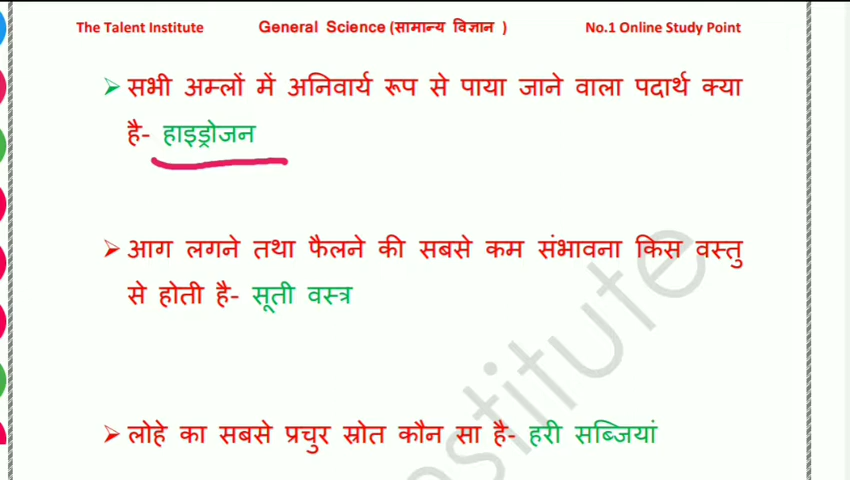 The Talent Institute General Science (सामान्य विज्ञान ) No.1 Online Study Point
सभी अम्लों में अनिवार्य रूप से पाया जाने वाला पदार्थ क्या
है- हाइड्रोजन
आग लगने तथा फैलने की सबसे कम संभावना किस वस्तु
से होती है- सूती वस्त्र
लोहे का सबसे प्रचुर स्रोत कौन सा है- हरी सब्जियां
stitute